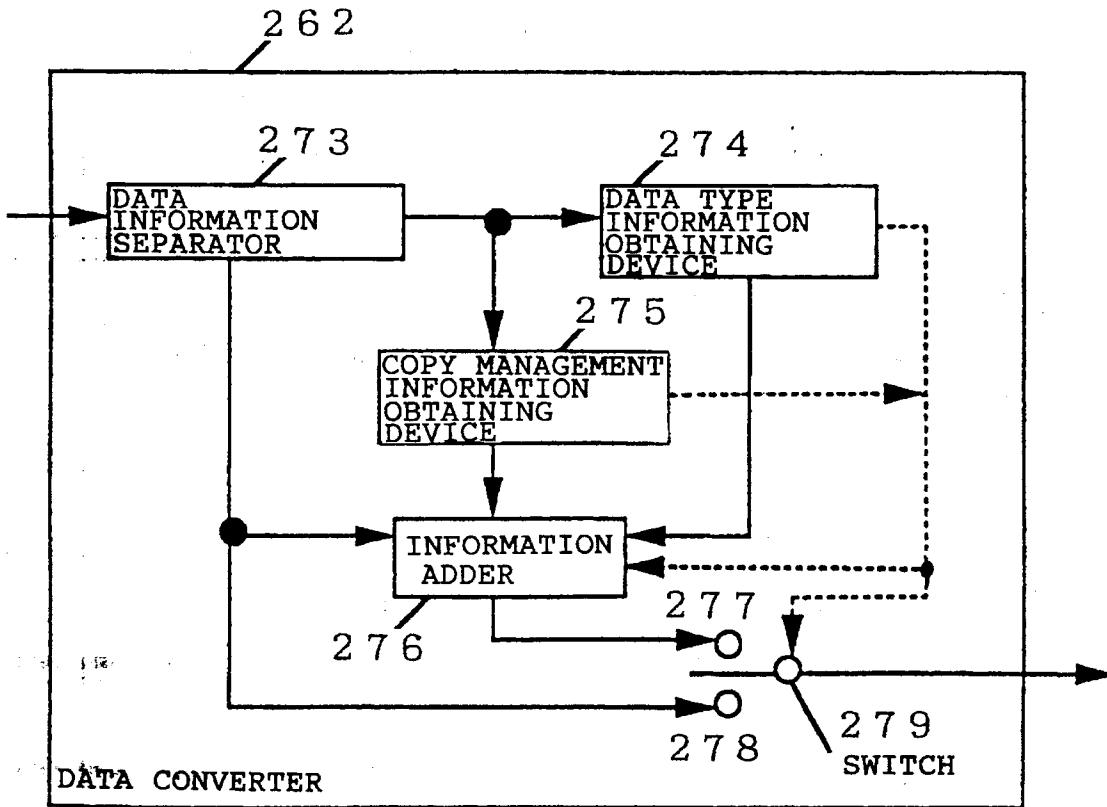 262
273
274
DATA
INFORMATION
SEPARATOR
DATA TYPE
INFORMATION
OBTAINING
DEVICE
275
COPY MANAGEMENT
INFORMATION
OBTAINING
DEVICE
INFORMATION
ADDER
276
277
278
279
SWITCH
DATA CONVERTER